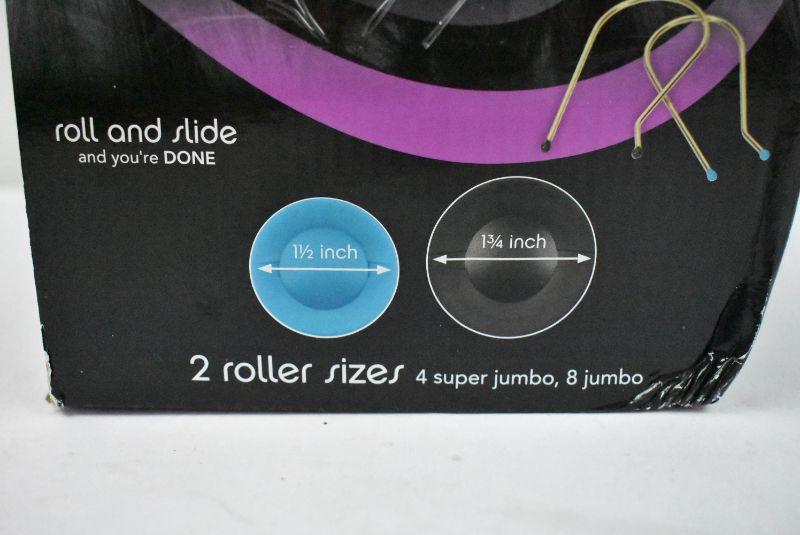 roll and slide
and you're DONE
1½ inch
1¾ inch
2 roller sizes 4 super jumbo, 8 jumbo